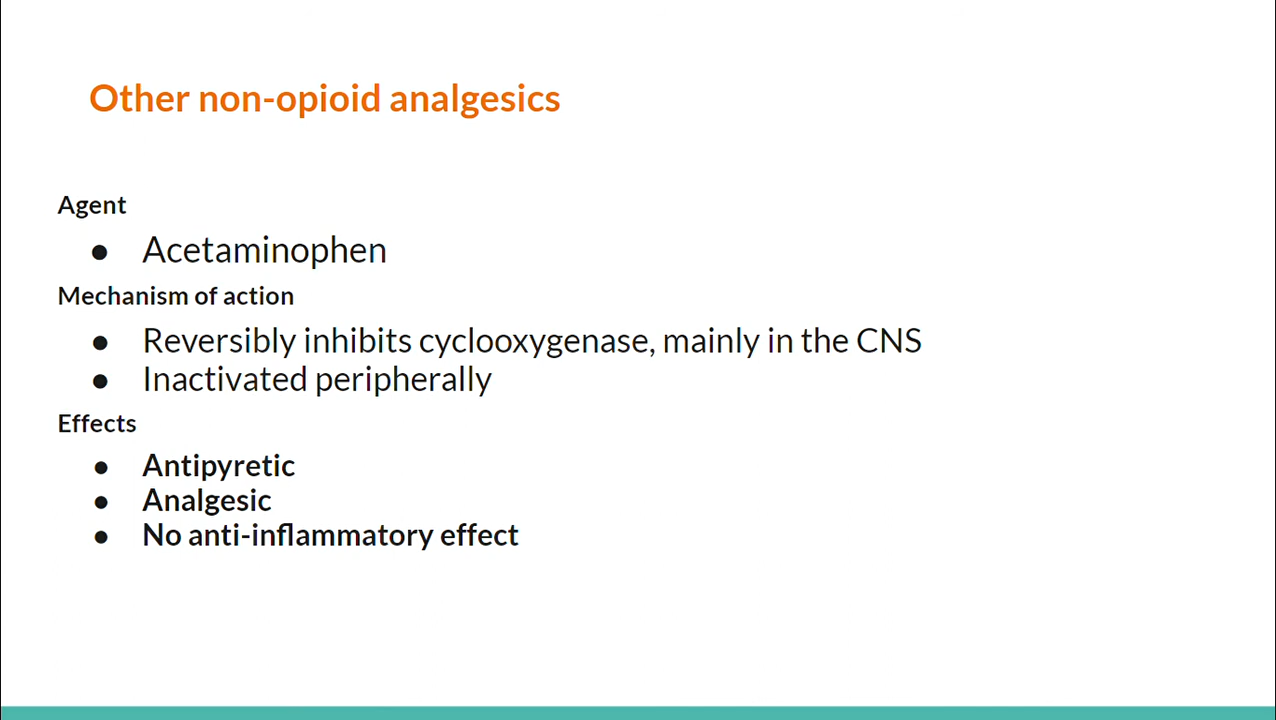 Other non-opioid analgesics
Agent
● Acetaminophen
Mechanism of action
● Reversibly inhibits cyclooxygenase, mainly in the CNS
● Inactivated peripherally
Effects
● Antipyretic
● Analgesic
● No anti-inflammatory effect